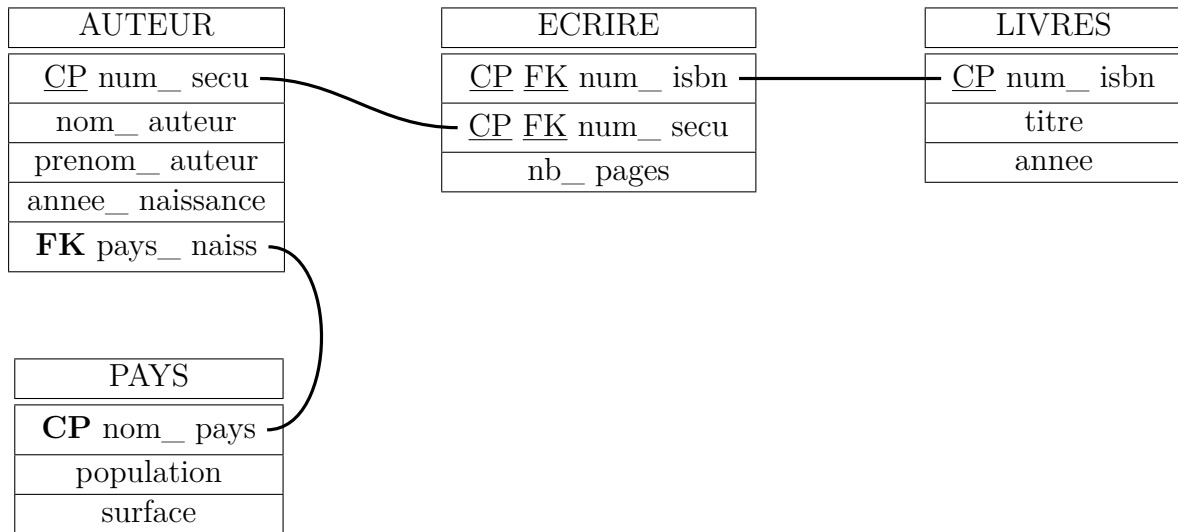 AUTEUR
CP num_ secu
nom_ auteur
prenom_ auteur
annee_ naissance
FK pays_ naiss
ECRIRE
CP FK num_ isbn
CP FK num_ secu
nb_ pages
LIVRES
CP num_ isbn
titre
annee
PAYS
CP nom_ pays
population
surface